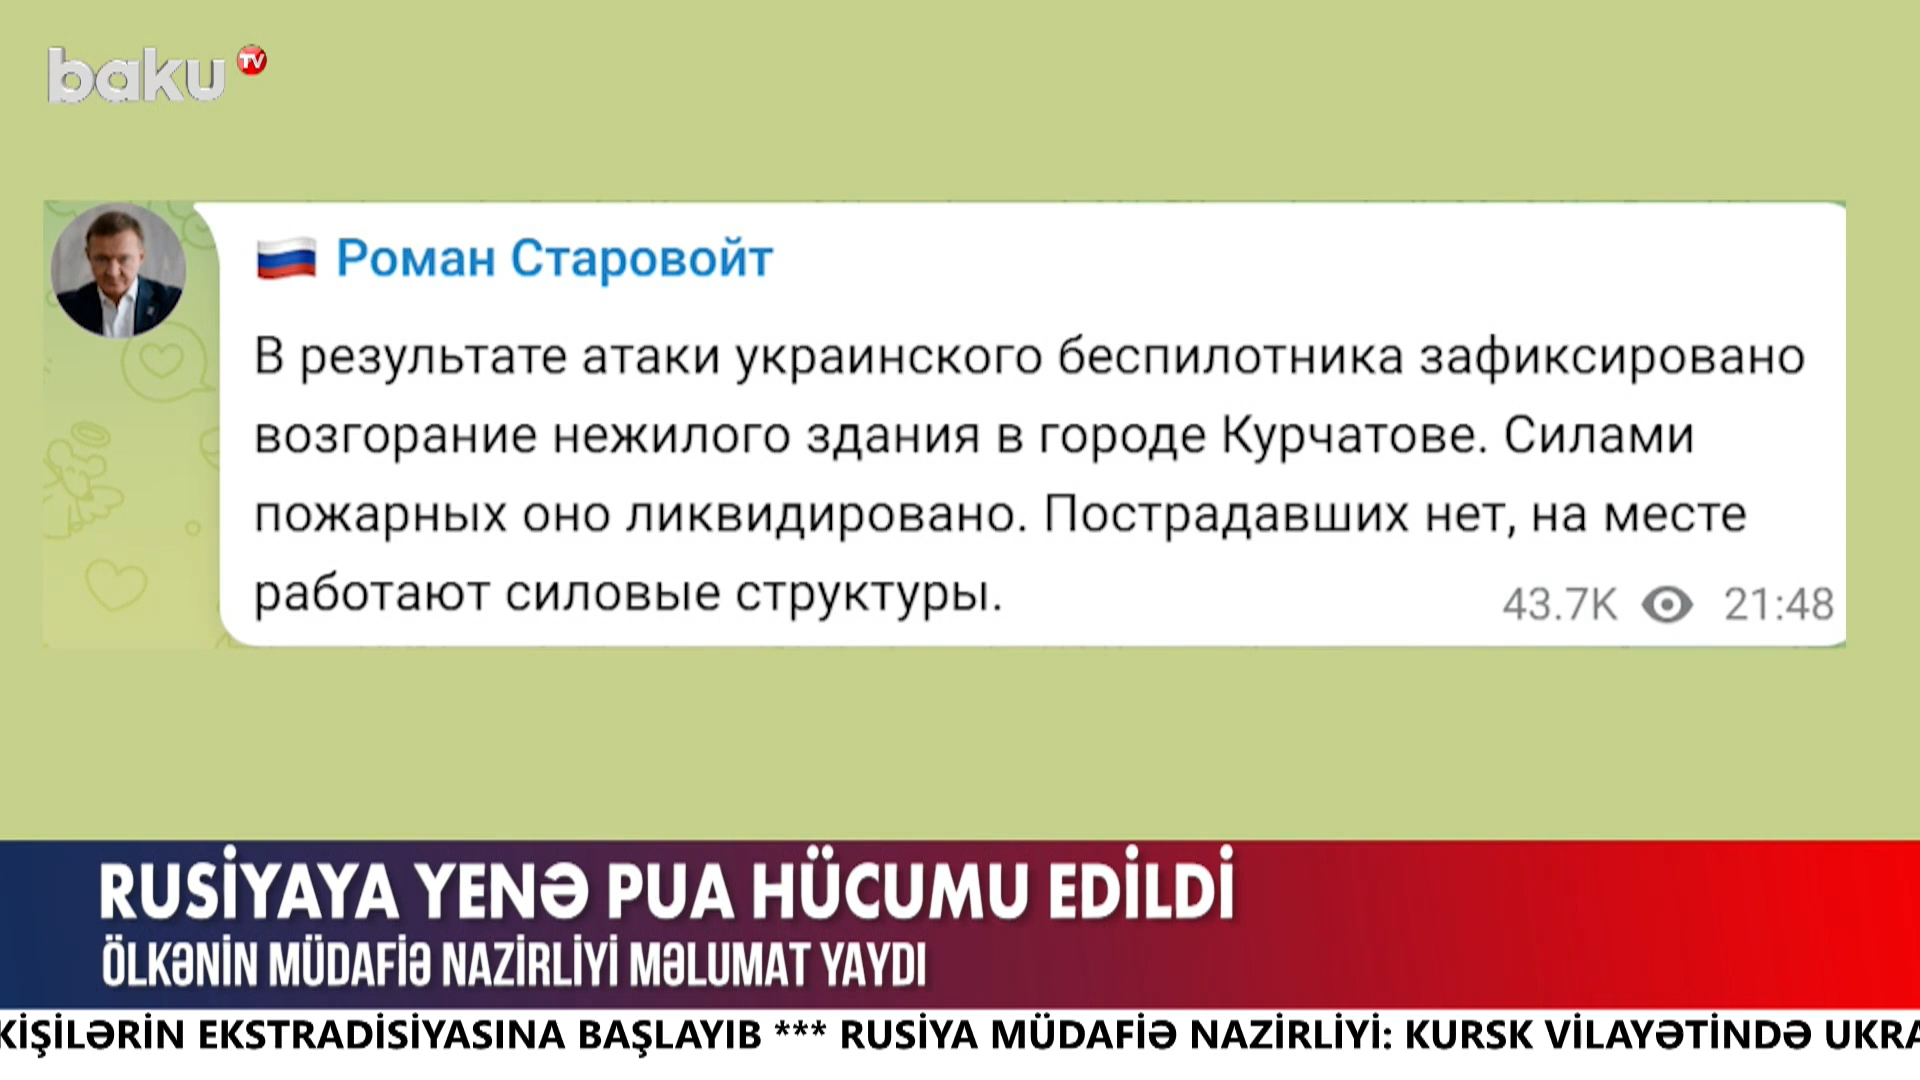 baku TV
Роман Старовойт
В результате атаки украинского беспилотника зафиксировано
возгорание нежилого здания в городе Курчатове. Силами
пожарных оно ликвидировано. Пострадавших нет, на месте
работают силовые структуры.
43.7K 21:48
RUSİYAYA YENƏ PUA HÜCUMU EDİLDİ
ÖLKƏNİN MÜDAFİƏ NAZİRLİYİ MƏLUMAT YAYDI
KİŞİLƏRİN EKSTRADİSİYASINA BAŞLAYIB *** RUSİYA MÜDAFİƏ NAZİRLİYİ: KURSK VİLAYƏTİNDƏ UKRA